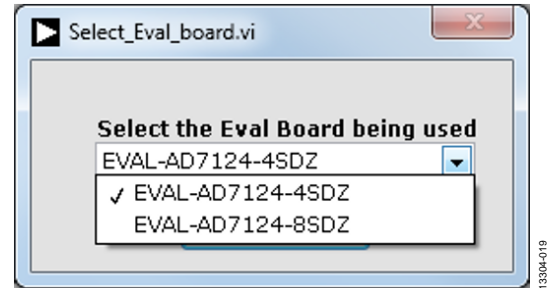 Select_Eval_board.vi
Select the Eval Board being used
EVAL-AD7124-4SDZ
✓ EVAL-AD7124-4SDZ
EVAL-AD7124-8SDZ
13304-019